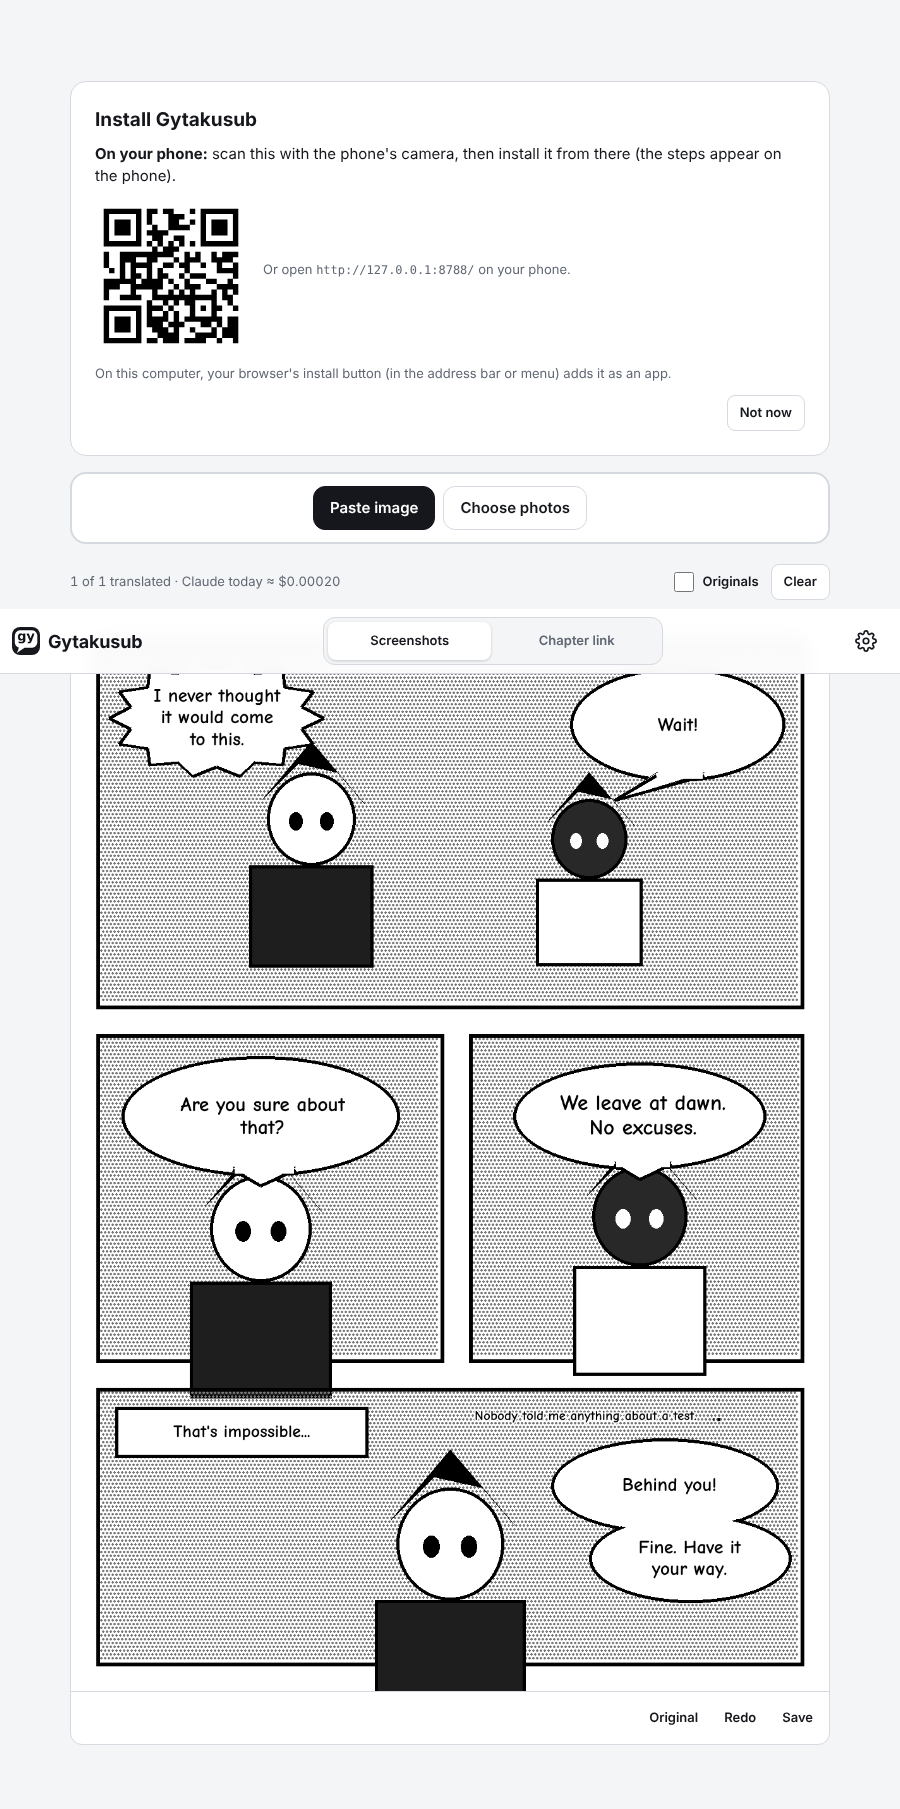 Install Gytakusub
On your phone: scan this with the phone's camera, then install it from there (the steps appear on
the phone).
Or open http://127.0.0.1:8788/ on your phone.
On this computer, your browser's install button (in the address bar or menu) adds it as an app.
Not now
Paste image
Choose photos
1 of 1 translated · Claude today ≈ $0.00020
Originals
Clear
gy
Gytakusub
Screenshots
Chapter link
I never thought
it would come
to this.
Wait!
Are you sure about
that?
We leave at dawn.
No excuses.
That's impossible...
Nobody told me anything about a test
Behind you!
Fine. Have it
your way.
Original
Redo
Save